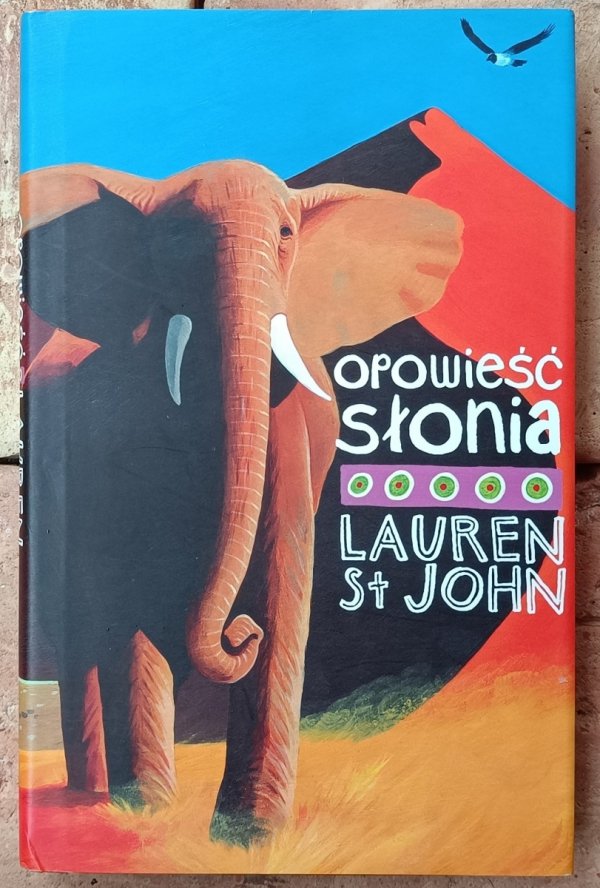 opowieść
słonia
LAUREN
St JOHN